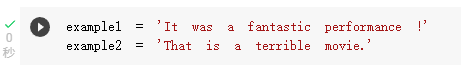 0
秒
example1 = 'It was a fantastic performance !'
example2 = 'That is a terrible movie.'